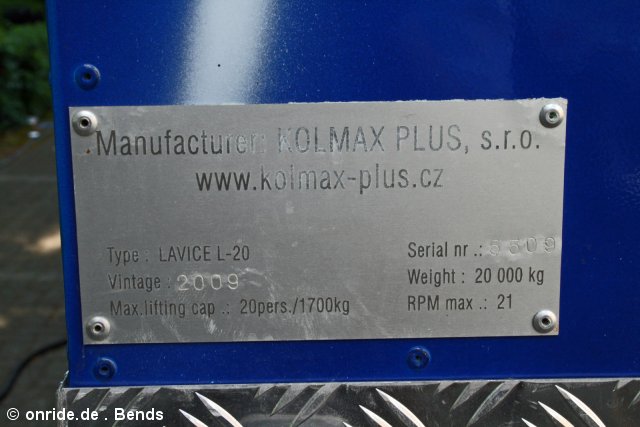 Manufacturer: KOLMAX PLUS, s.r.o.
www.kolmax-plus.cz
Type : LAVICE L-20
Serial nr .: 5509
Vintage : 2009
Weight : 20 000 kg
Max.lifting cap .: 20pers./1700kg
RPM max .: 21
© onride.de . Bends